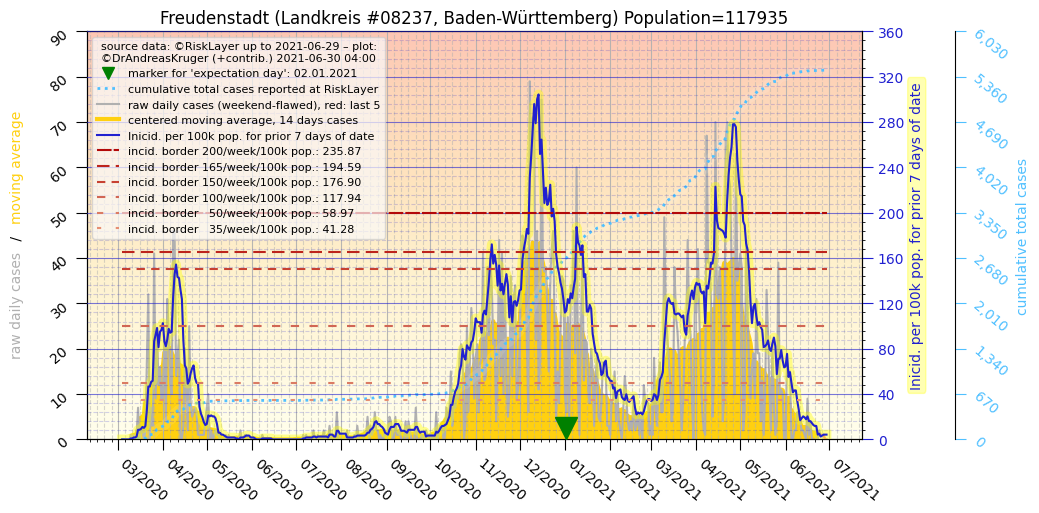 Freudenstadt (Landkreis #08237, Baden-Württemberg) Population=117935
source data: ©RiskLayer up to 2021-06-29 – plot:
©DrAndreasKruger (+contrib.) 2021-06-30 04:00
marker for 'expectation day': 02.01.2021
cumulative total cases reported at RiskLayer
raw daily cases (weekend-flawed), red: last 5
centered moving average, 14 days cases
Inicid. per 100k pop. for prior 7 days of date
incid. border 200/week/100k pop.: 235.87
incid. border 165/week/100k pop.: 194.59
incid. border 150/week/100k pop.: 176.90
incid. border 100/week/100k pop.: 117.94
incid. border   50/week/100k pop.: 58.97
incid. border   35/week/100k pop.: 41.28
raw daily cases / moving average
90
80
70
60
50
40
30
20
10
0
03/2020
04/2020
05/2020
06/2020
07/2020
08/2020
09/2020
10/2020
11/2020
12/2020
01/2021
02/2021
03/2021
04/2021
05/2021
06/2021
07/2021
360
320
280
240
200
160
120
80
40
0
Inicid. per 100k pop. for prior 7 days of date
6,030
5,360
4,690
4,020
3,350
2,680
2,010
1,340
670
0
cumulative total cases